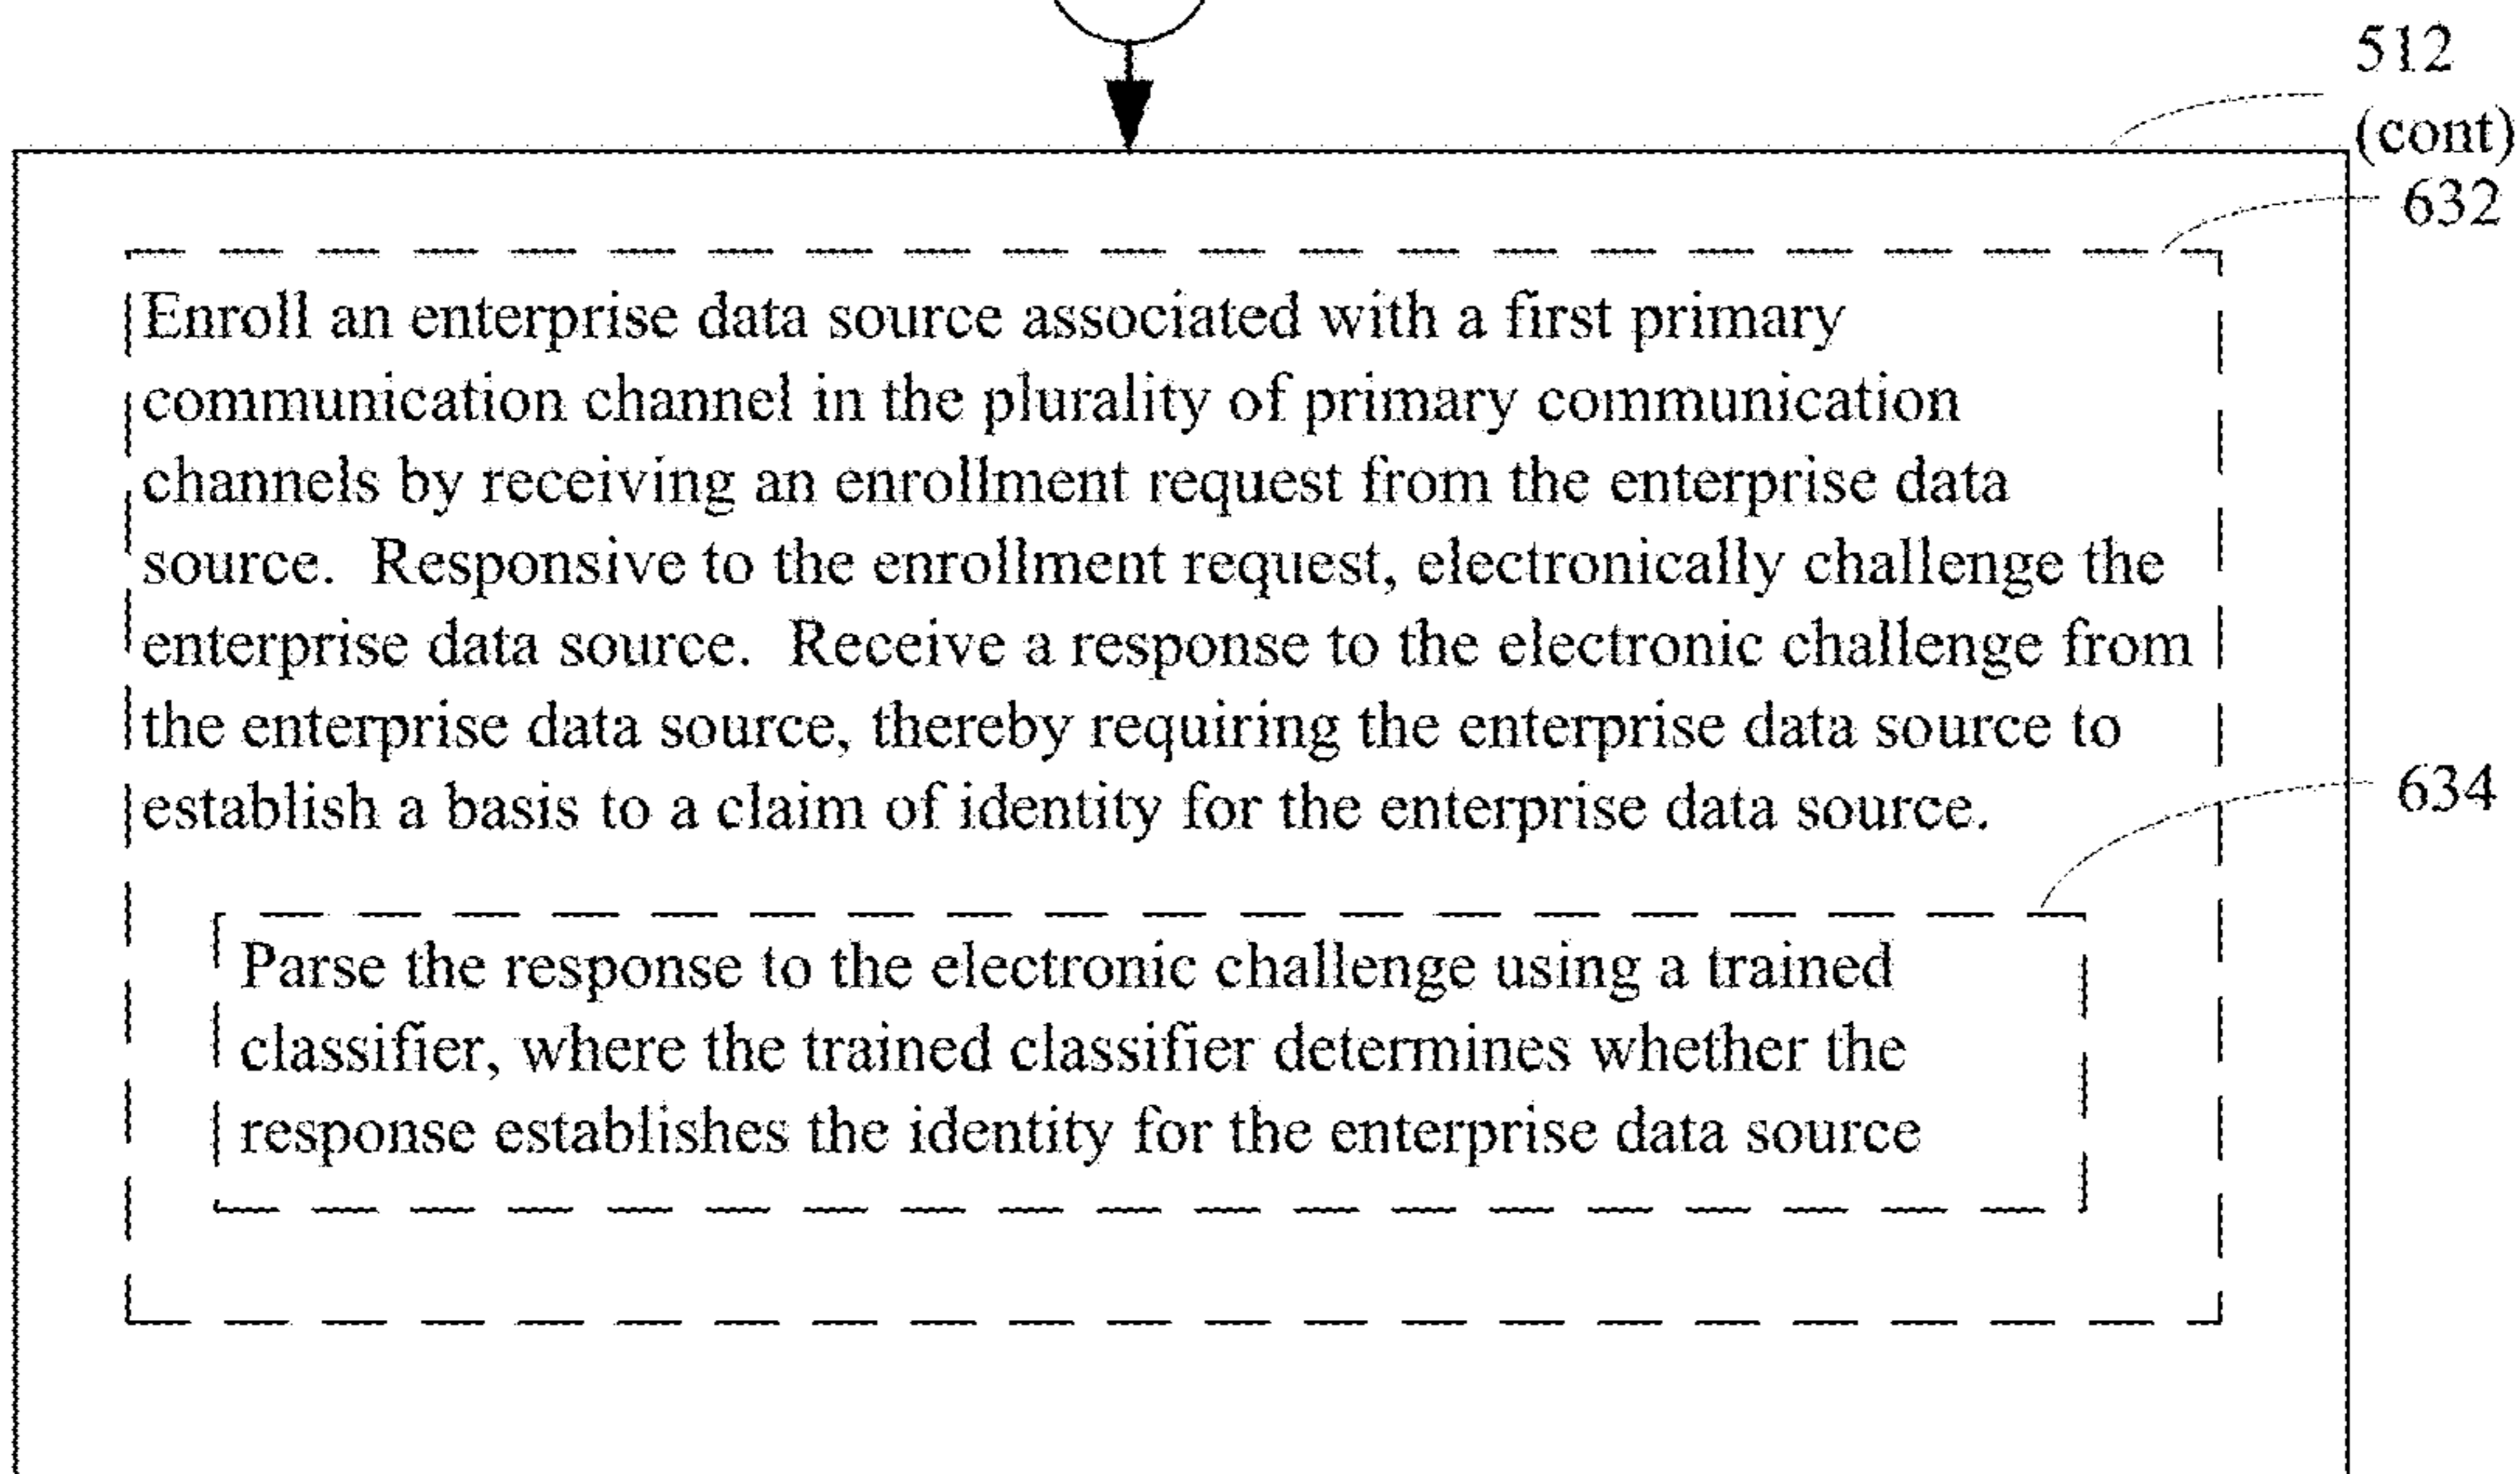 512
(cont)
632
Enroll an enterprise data source associated with a first primary
communication channel in the plurality of primary communication
channels by receiving an enrollment request from the enterprise data
source.  Responsive to the enrollment request, electronically challenge the
enterprise data source.  Receive a response to the electronic challenge from
the enterprise data source, thereby requiring the enterprise data source to
establish a basis to a claim of identity for the enterprise data source.
634
Parse the response to the electronic challenge using a trained
classifier, where the trained classifier determines whether the
response establishes the identity for the enterprise data source